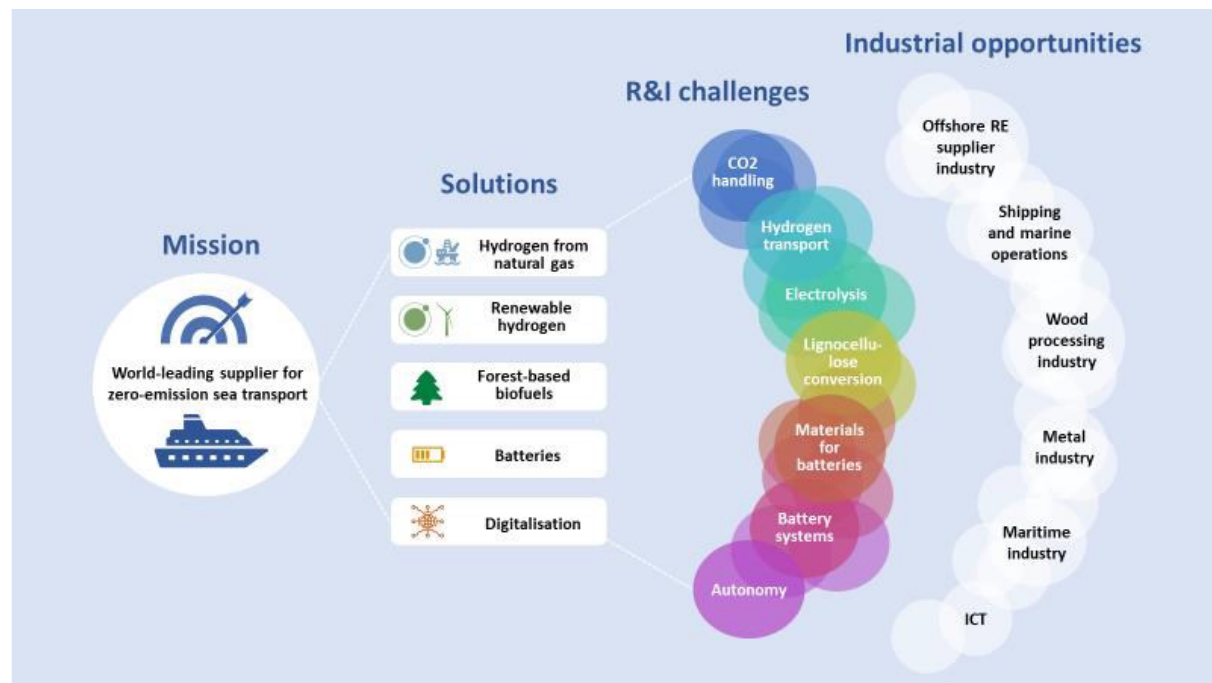 Industrial opportunities
R&I challenges
Solutions
Mission
World-leading supplier for
zero-emission sea transport
Hydrogen from
natural gas
Renewable
hydrogen
Forest-based
biofuels
Batteries
Digitalisation
CO2
handling
Hydrogen
transport
Electrolysis
Lignocellu-
lose
conversion
Materials
for
batteries
Battery
systems
Autonomy
Offshore RE
supplier
industry
Shipping
and marine
operations
Wood
processing
industry
Metal
industry
Maritime
industry
ICT